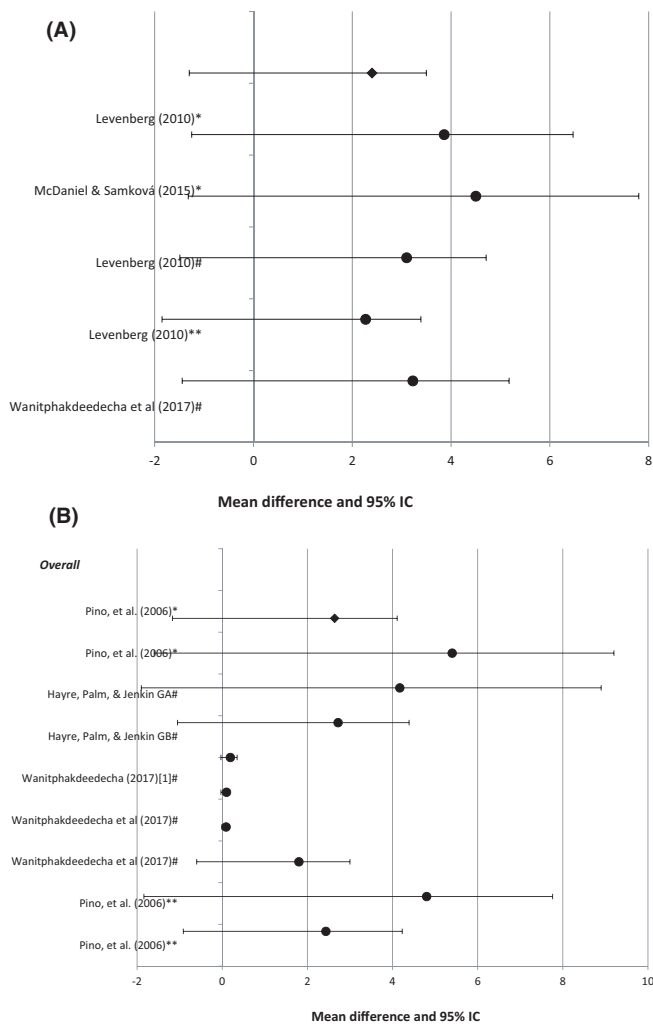 (A)
Levenberg (2010)*
McDaniel & Samková (2015)*
Levenberg (2010)#
Levenberg (2010)**
Wanitphakdeedecha et al (2017)#
-2 0 2 4 6 8
Mean difference and 95% IC
(B)
Overall
Pino, et al. (2006)*
Pino, et al. (2006)*
Hayre, Palm, & Jenkin GA#
Hayre, Palm, & Jenkin GB#
Wanitphakdeedecha (2017)[1]#
Wanitphakdeedecha et al (2017)#
Wanitphakdeedecha et al (2017)#
Pino, et al. (2006)**
Pino, et al. (2006)**
-2 0 2 4 6 8 10
Mean difference and 95% IC